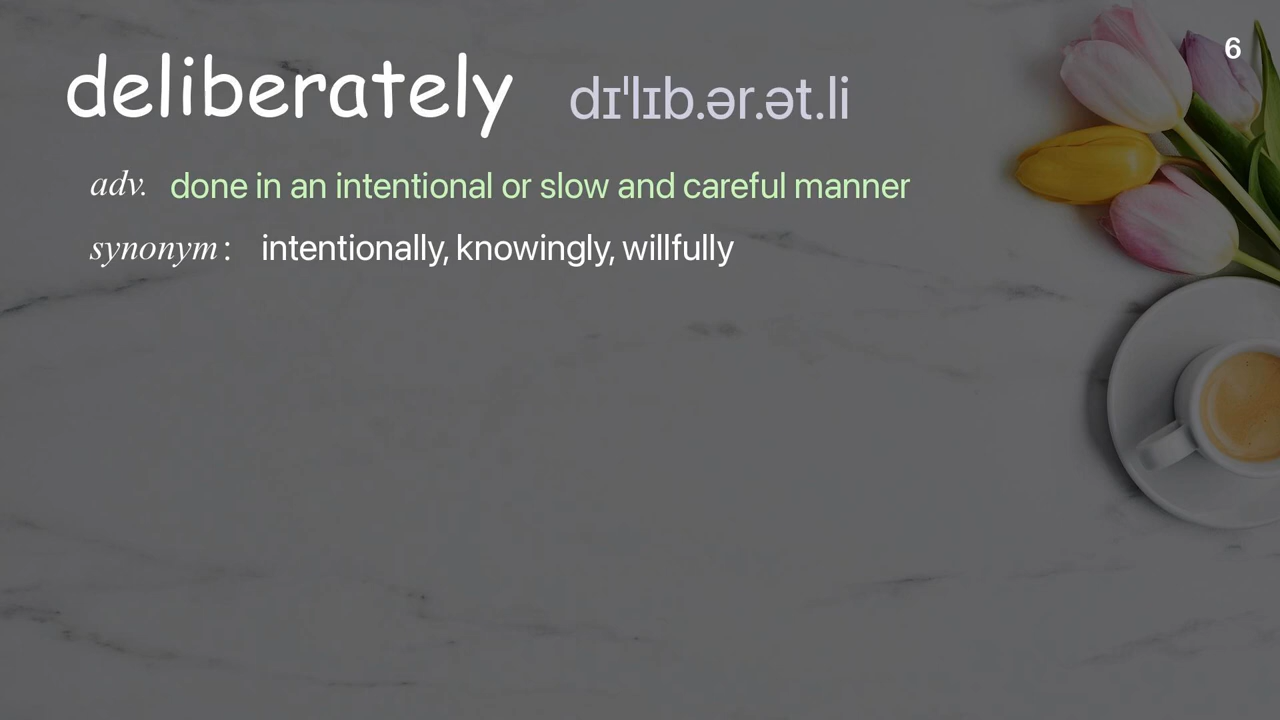 6
deliberately dɪˈlɪb.ər.ət.li
adv. done in an intentional or slow and careful manner
synonym : intentionally, knowingly, willfully